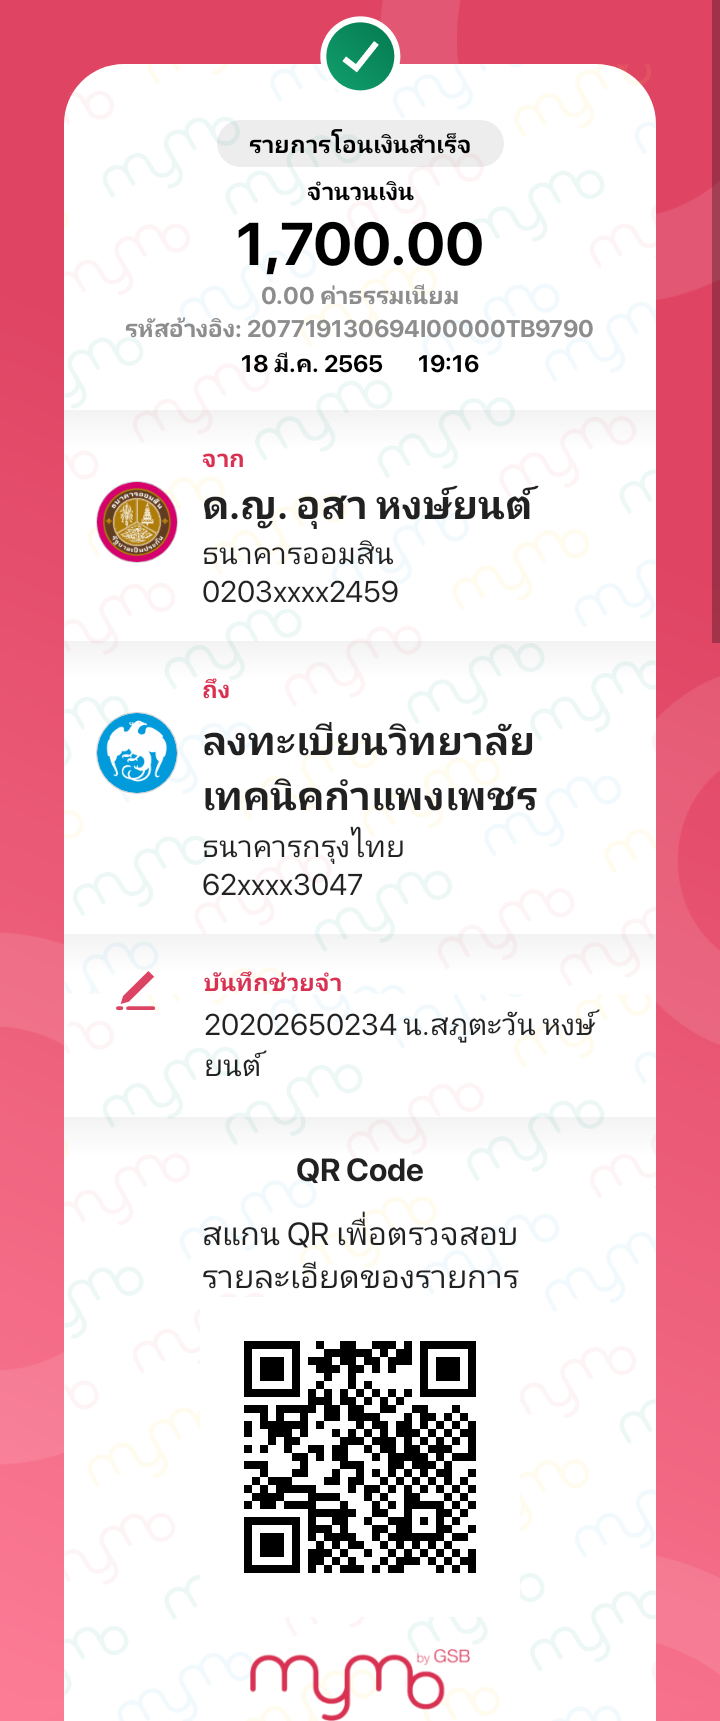 รายการโอนเงินสำเร็จ
จำนวนเงิน
1,700.00
0.00 ค่าธรรมเนียม
รหัสอ้างอิง: 207719130694I00000TB9790
18 มี.ค. 2565 19:16
จาก
ด.ญ. อุสา หงษ์ยนต์
ธนาคารออมสิน
0203xxxx2459
ถึง
ลงทะเบียนวิทยาลัย
เทคนิคกำแพงเพชร
ธนาคารกรุงไทย
62xxxx3047
บันทึกช่วยจำ
20202650234 น.สภูตะวัน หงษ์
ยนต์
QR Code
สแกน QR เพื่อตรวจสอบ
รายละเอียดของรายการ
mymo by GSB